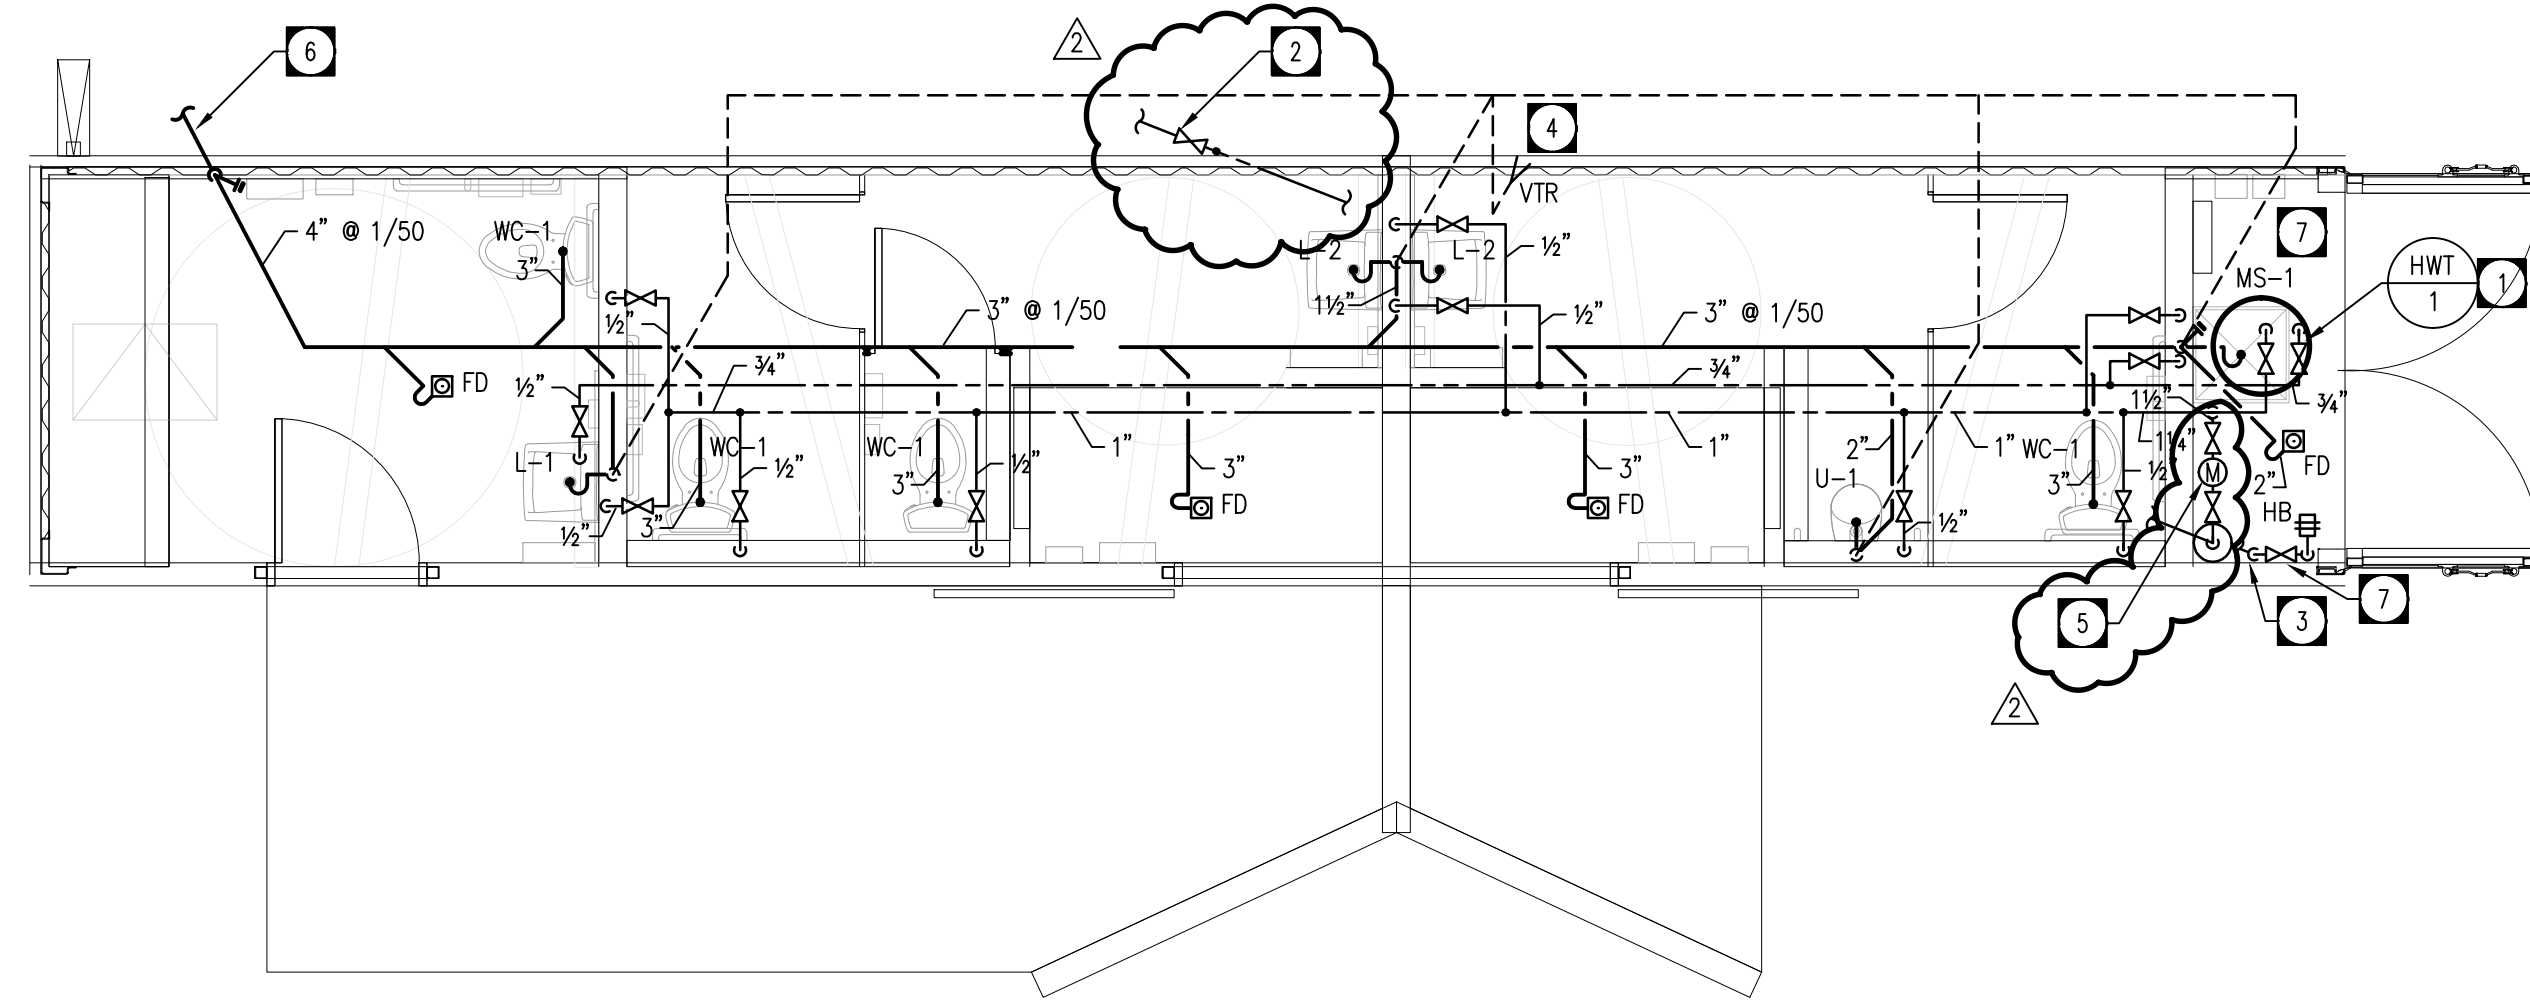 6
2
2
4
VTR
7
4" @ 1/50
WC-1
3"
L-2
L-2
½"
HWT
1
1
MS-1
1½"
½"
3" @ 1/50
½"
3" @ 1/50
¾"
¾"
½"
FD
¾"
1½"
1¼"
L-1
WC-1
½"
WC-1
½"
1"
3"
1"
3"
2"
1"
WC-1
½"
FD
M
3"
3"
U-1
3"
2"
½"
FD
FD
½"
HB
7
5
3
2